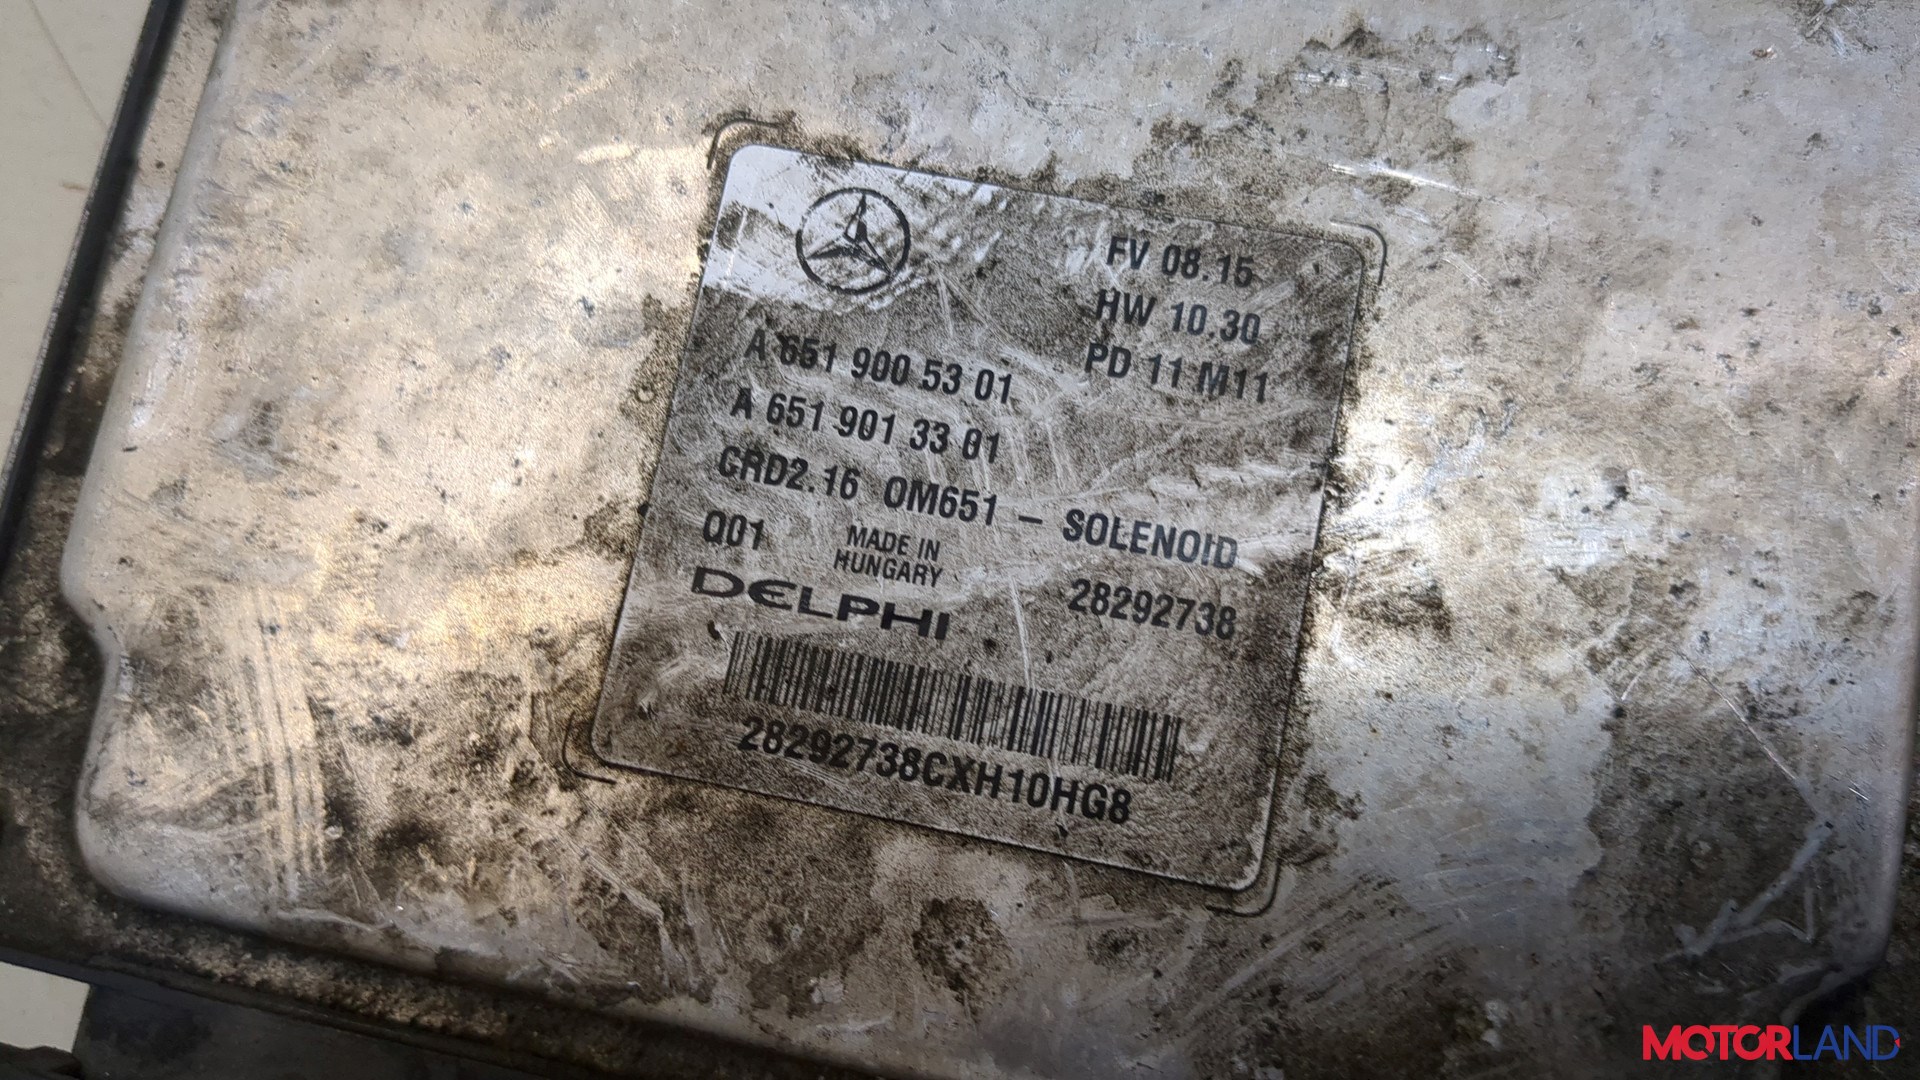 FV 08.15
HW 10.30
PD 11 M11
A 651 900 53 01
A 651 901 33 01
CRD2.16 OM651 – SOLENOID
Q01 MADE IN HUNGARY 28292738
DELPHI
28292738CXH10HG8
MOTORLAND